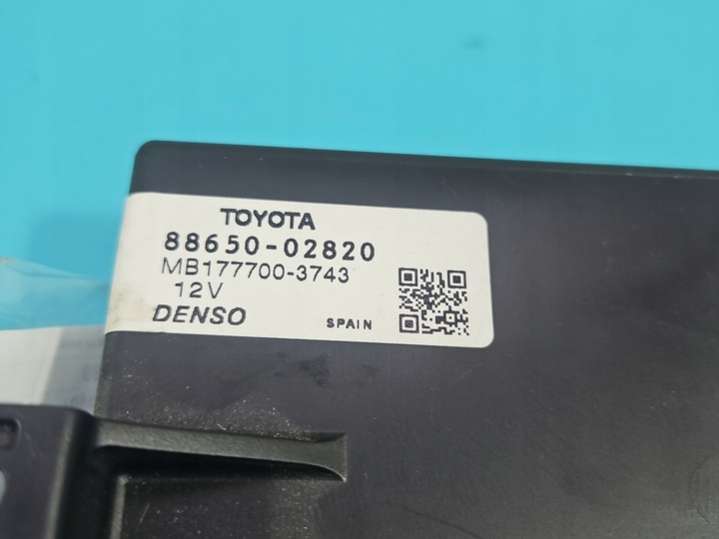 TOYOTA
88650-02820
MB177700-3743
12V
DENSO SPAIN